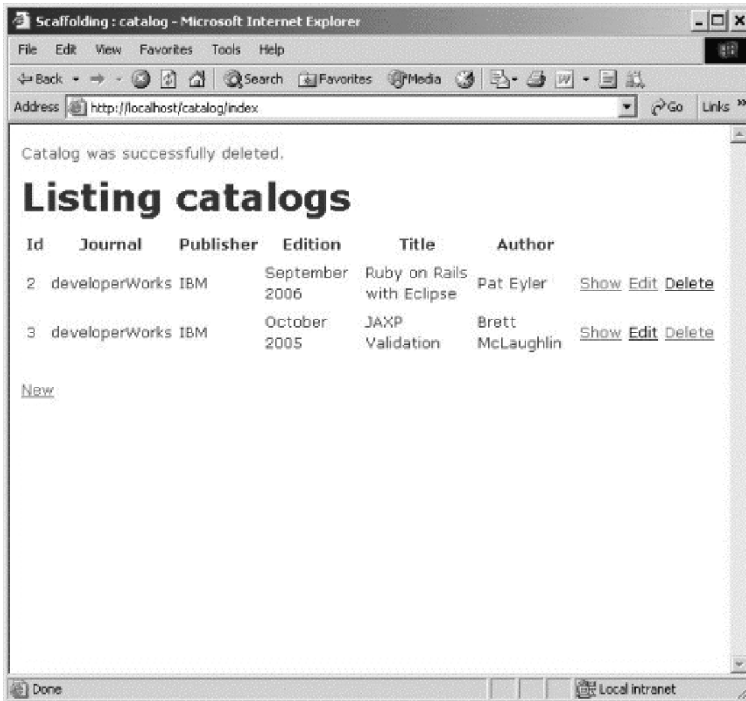 Scaffolding : catalog - Microsoft Internet Explorer
File Edit View Favorites Tools Help
Back Search Favorites Media
Address http://localhost/catalog/index Go Links »
Catalog was successfully deleted.
Listing catalogs
Id Journal Publisher Edition Title Author
2 developerWorks IBM September 2006 Ruby on Rails with Eclipse Pat Eyler Show Edit Delete
3 developerWorks IBM October 2005 JAXP Validation Brett McLaughlin Show Edit Delete
New
Done Local intranet